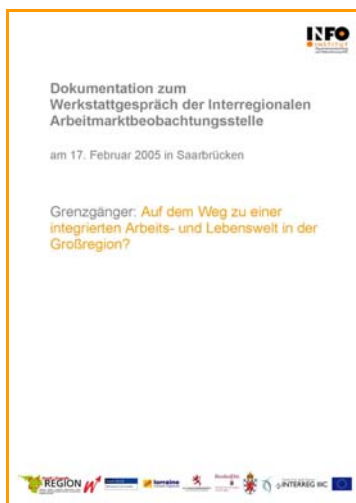 INFO
institut
Dokumentation zum
Werkstattgespräch der Interregionalen
Arbeitmarktbeobachtungsstelle
am 17. Februar 2005 in Saarbrücken
Grenzgänger: Auf dem Weg zu einer
integrierten Arbeits- und Lebenswelt in der
Großregion?
REGION lorraine INTERREG IIIC